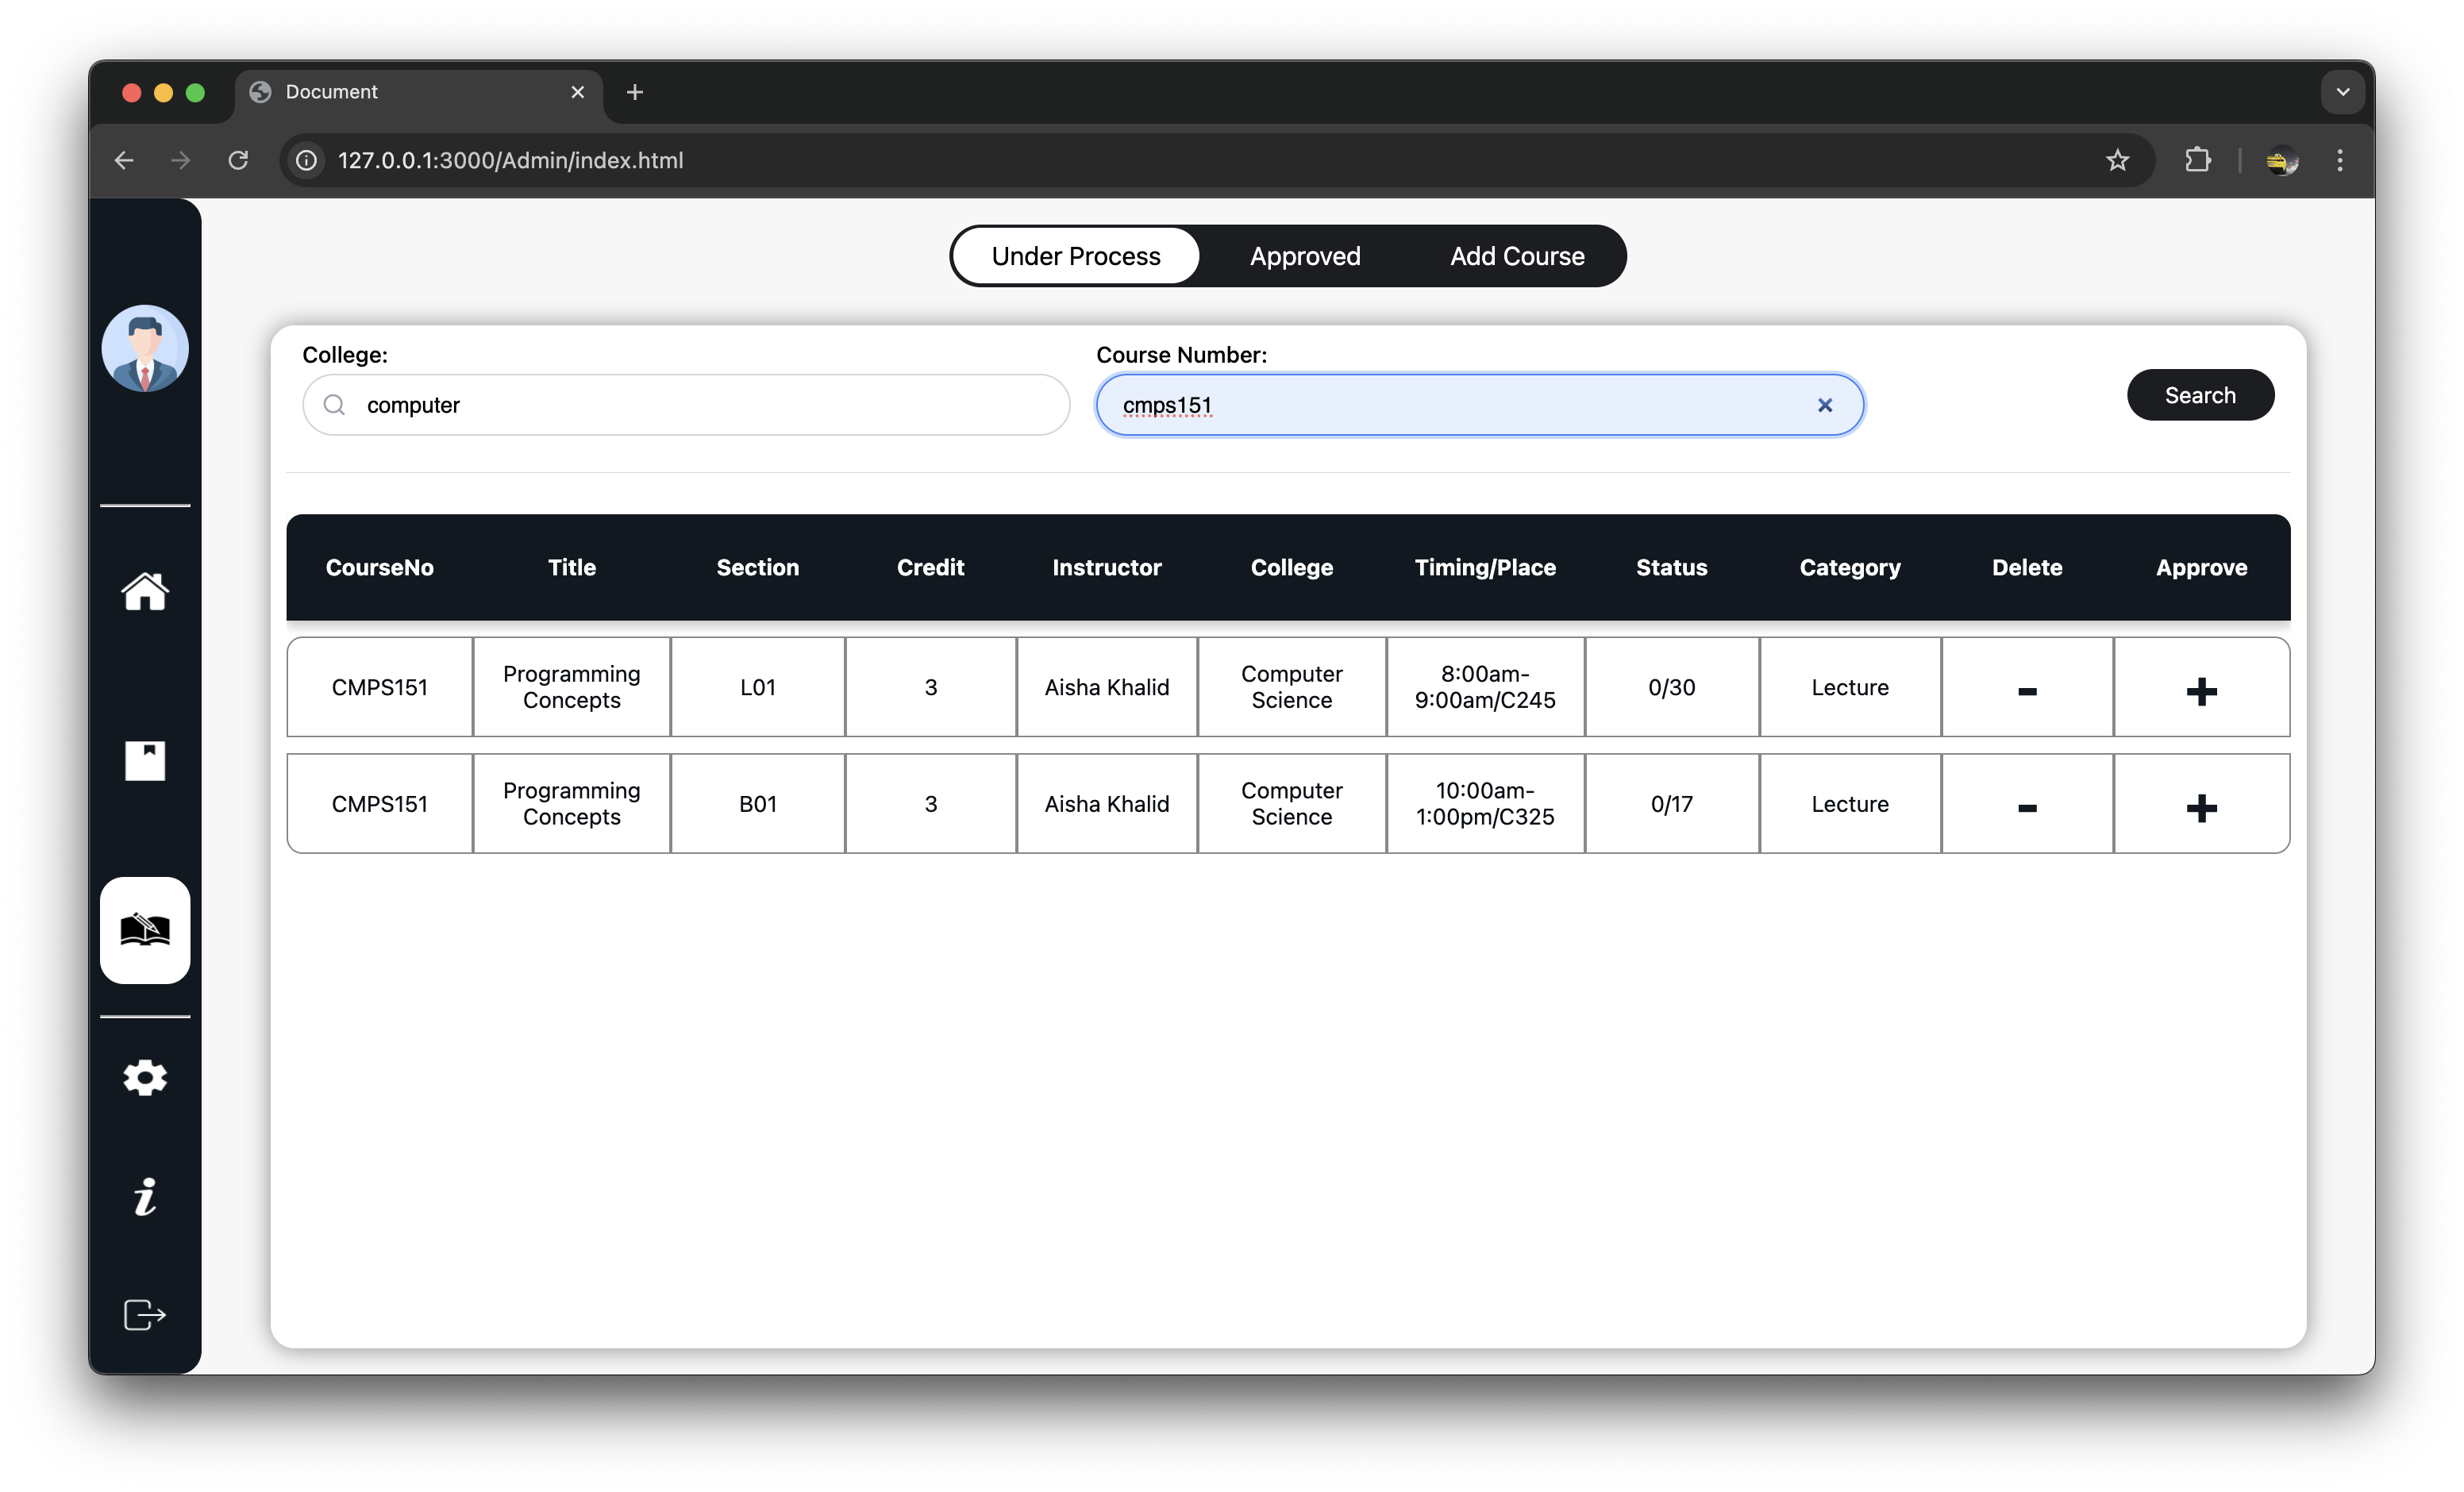 Document
127.0.0.1:3000/Admin/index.html
Under Process Approved Add Course
College: Course Number:
computer cmps151 Search
CourseNo Title Section Credit Instructor College Timing/Place Status Category Delete Approve
CMPS151 Programming Concepts L01 3 Aisha Khalid Computer Science 8:00am-9:00am/C245 0/30 Lecture - +
CMPS151 Programming Concepts B01 3 Aisha Khalid Computer Science 10:00am-1:00pm/C325 0/17 Lecture - +